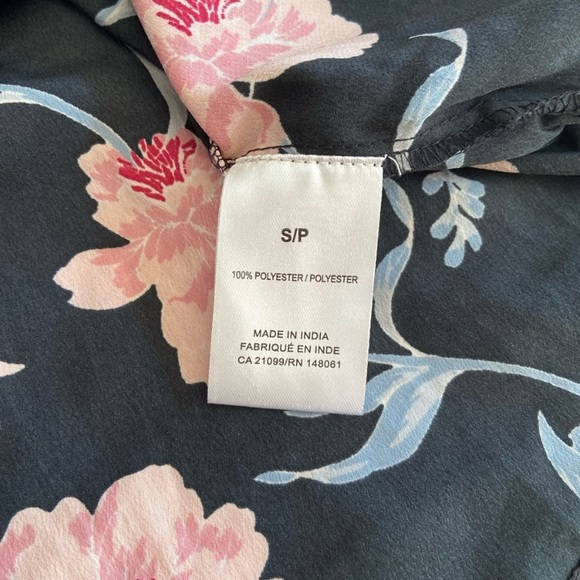 S/P
100% POLYESTER / POLYESTER
MADE IN INDIA
FABRIQUÉ EN INDE
CA 21099/RN 148061